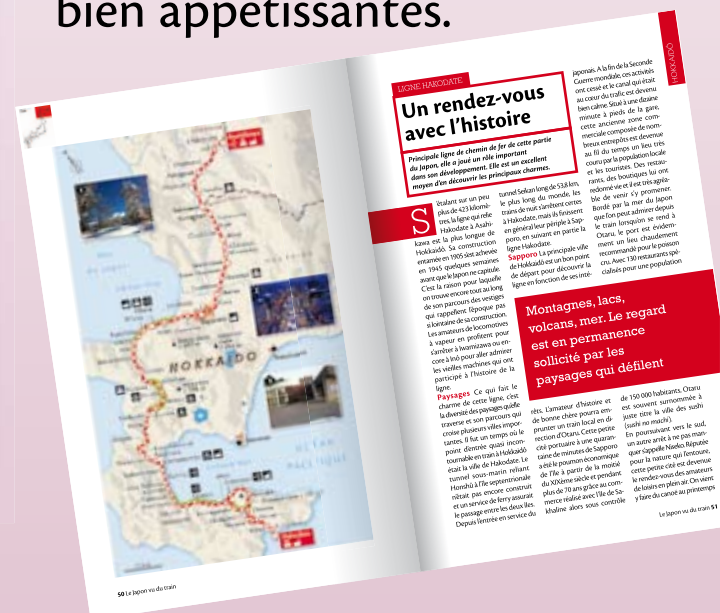 bien appétissantes.
HOKKAIDO
50 Le Japon vu du train
LIGNE HAKODATE
Un rendez-vous
avec l'histoire
Principale ligne de chemin de fer de cette partie
du Japon, elle a joué un rôle important
dans son développement. Elle est un excellent
moyen d'en découvrir les principaux charmes.
S'étalant sur un peu
plus de 423 kilomè-
tres, la ligne qui relie
Hakodate à Asahi-
kawa est la plus longue de
Hokkaidô. Sa construction
entamée en 1905 s'est achevée
en 1945 quelques semaines
avant que le Japon ne capitule.
C'est la raison pour laquelle
on trouve encore tout au long
de son parcours des vestiges
qui rappellent l'époque pas
si lointaine de sa construction.
Les amateurs de locomotives
à vapeur en profitent pour
s'arrêter à Iwamizawa ou en-
core à Inô pour aller admirer
les vieilles machines qui ont
participé à l'histoire de la
ligne.
Paysages Ce qui fait le
charme de cette ligne, c'est
la diversité des paysages qu'elle
traverse et son parcours qui
croise plusieurs villes impor-
tantes. Il fut un temps où le
point d'entrée quasi incon-
tournable en train à Hokkaidô
était la ville de Hakodate. Le
tunnel sous-marin reliant
Honshû à l'île septentrionale
n'était pas encore construit
et un service de ferry assurait
le passage entre les deux îles.
Depuis l'entrée en service du
tunnel Seikan long de 53,8 km,
le plus long du monde, les
trains de nuit s'arrêtent certes
à Hakodate, mais ils finissent
en général leur périple à Sap-
poro, en suivant en partie la
ligne Hakodate.
Sapporo La principale ville
de Hokkaidô est un bon point
de départ pour découvrir la
ligne en fonction de ses inté-
rêts. L'amateur d'histoire et
de bonne chère pourra em-
prunter un train local en di-
rection d'Otaru. Cette petite
cité portuaire à une quaran-
taine de minutes de Sapporo
a été le poumon économique
de l'île à partir de la moitié
du XIXème siècle et pendant
plus de 70 ans grâce au com-
merce réalisé avec l'île de Sa-
khaline alors sous contrôle
japonais. A la fin de la Seconde
Guerre mondiale, ces activités
ont cessé et le canal qui était
au cœur du trafic est devenu
bien calme. Situé à une dizaine
minute à pieds de la gare,
cette ancienne zone com-
merciale composée de nom-
breux entrepôts est devenue
au fil du temps un lieu très
couru par la population locale
et les touristes. Des restau-
rants, des boutiques lui ont
redonné vie et il est très agréa-
ble de venir s'y promener.
Bordé par la mer du Japon
que l'on peut admirer depuis
le train lorsqu'on se rend à
Otaru, le port est évidem-
ment un lieu chaudement
recommandé pour le poisson
cru. Avec 130 restaurants spé-
cialisés pour une population
de 150 000 habitants, Otaru
est souvent surnommée à
juste titre la ville des sushi
(sushi no machi).
En poursuivant vers le sud,
un autre arrêt à ne pas man-
quer s'appelle Niseko. Réputée
pour la nature qui l'entoure,
cette petite cité est devenue
le rendez-vous des amateurs
de loisirs en plein air. On vient
y faire du canoë au printemps
Montagnes, lacs,
volcans, mer. Le regard
est en permanence
sollicité par les
paysages qui défilent
HOKKAIDÔ
Le Japon vu du train 51